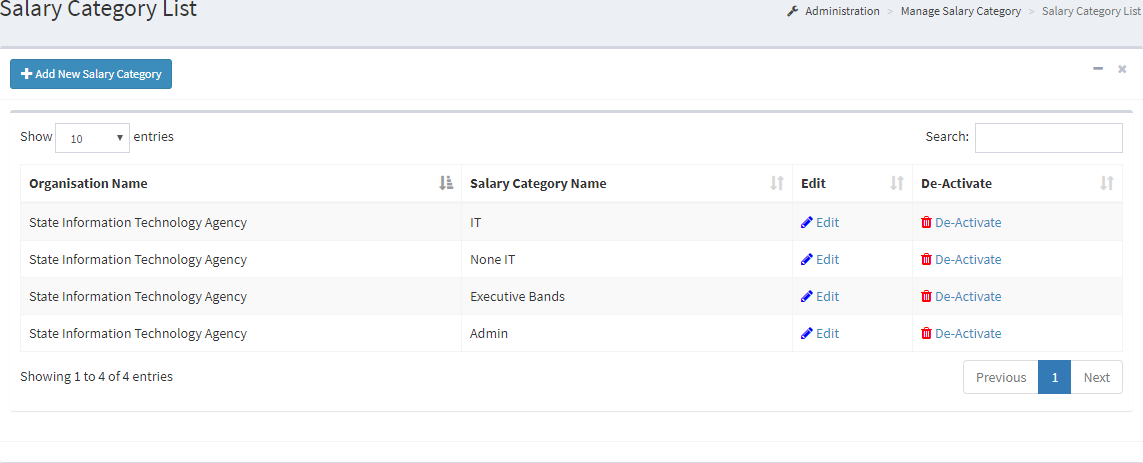 Salary Category List
Administration > Manage Salary Category > Salary Category List
Add New Salary Category
Show 10 entries Search:
Organisation Name Salary Category Name Edit De-Activate
State Information Technology Agency IT Edit De-Activate
State Information Technology Agency None IT Edit De-Activate
State Information Technology Agency Executive Bands Edit De-Activate
State Information Technology Agency Admin Edit De-Activate
Showing 1 to 4 of 4 entries Previous 1 Next